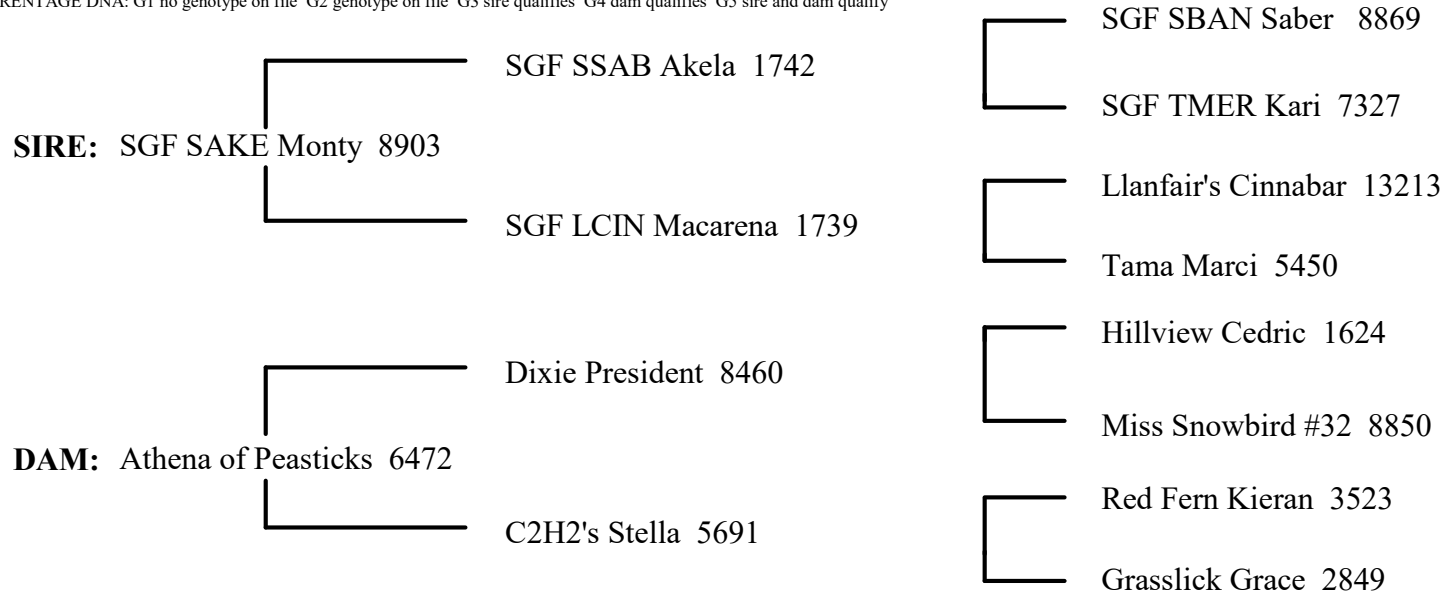 PARENTAGE DNA: G1 no genotype on file G2 genotype on file G3 sire qualifies G4 dam qualifies G5 sire and dam qualify
SGF SBAN Saber 8869
SGF SSAB Akela 1742
SGF TMER Kari 7327
SIRE: SGF SAKE Monty 8903
Llanfair's Cinnabar 13213
SGF LCIN Macarena 1739
Tama Marci 5450
Hillview Cedric 1624
Dixie President 8460
Miss Snowbird #32 8850
DAM: Athena of Peasticks 6472
Red Fern Kieran 3523
C2H2's Stella 5691
Grasslick Grace 2849